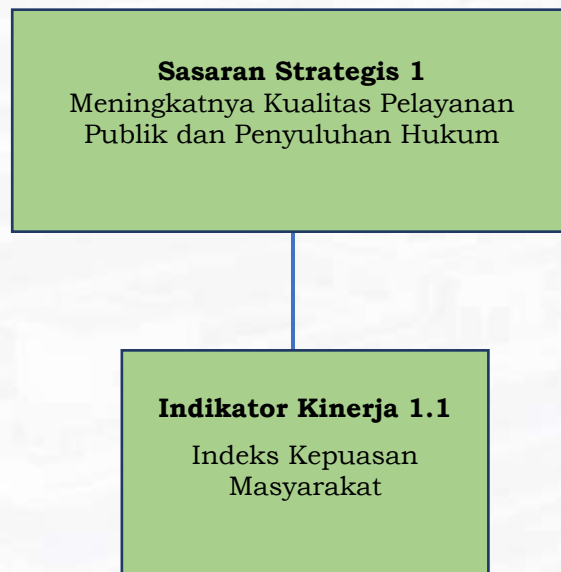 Sasaran Strategis 1
Meningkatnya Kualitas Pelayanan
Publik dan Penyuluhan Hukum
Indikator Kinerja 1.1
Indeks Kepuasan
Masyarakat